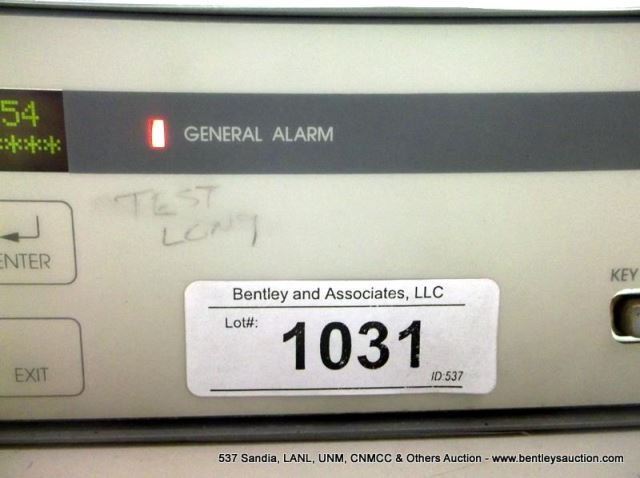 54
****
GENERAL ALARM
TEST
LONG
ENTER
KEY
Bentley and Associates, LLC
Lot#:
1031
EXIT
ID:537
537 Sandia, LANL, UNM, CNMCC & Others Auction - www.bentleysauction.com